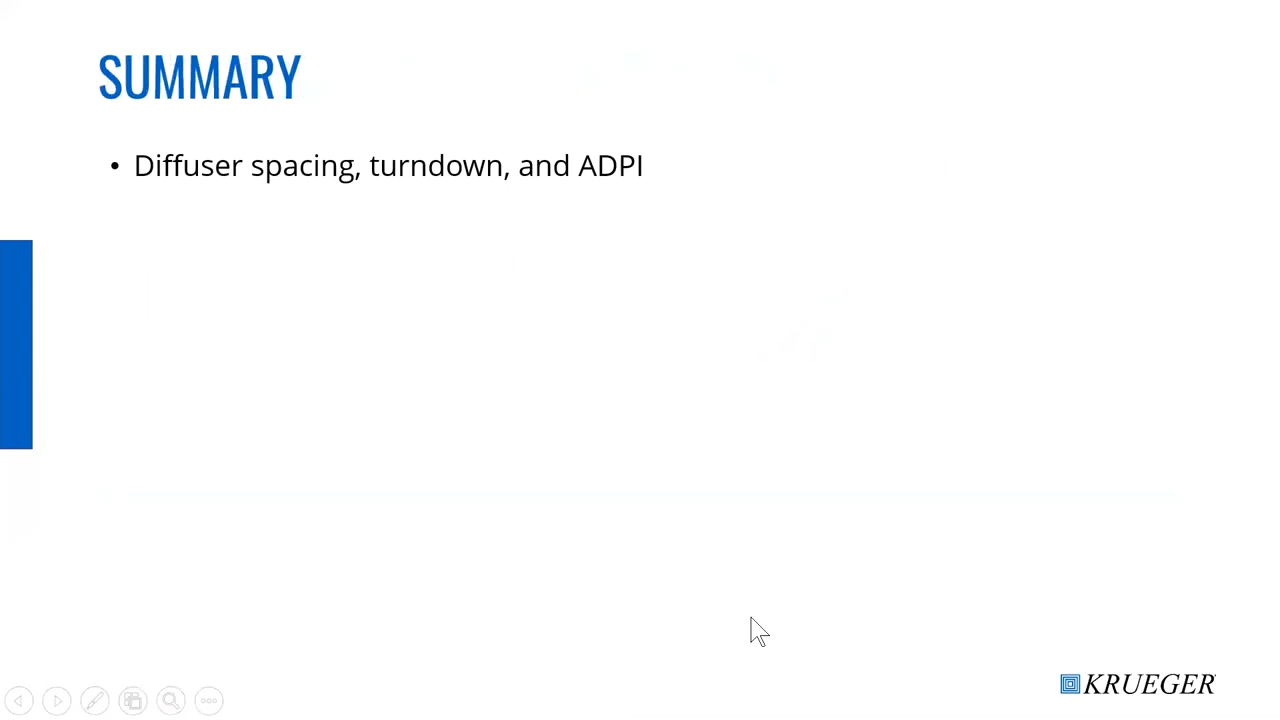 SUMMARY
• Diffuser spacing, turndown, and ADPI
KRUEGER